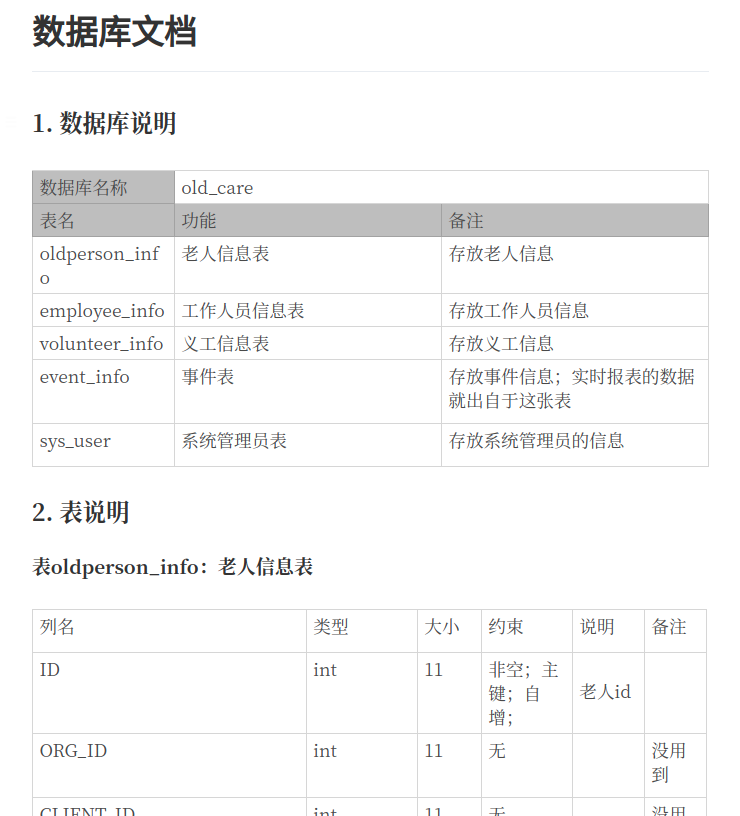 数据库文档
1. 数据库说明
数据库名称 old_care
表名 功能 备注
oldperson_inf
o 老人信息表 存放老人信息
employee_info 工作人员信息表 存放工作人员信息
volunteer_info 义工信息表 存放义工信息
event_info 事件表 存放事件信息；实时报表的数据
就出自于这张表
sys_user 系统管理员表 存放系统管理员的信息
2. 表说明
表oldperson_info：老人信息表
列名 类型 大小 约束 说明 备注
ID int 11 非空；主
键；自
增；
老人id
ORG_ID int 11 无 没用
到
CLIENT_ID int 11 无 没用